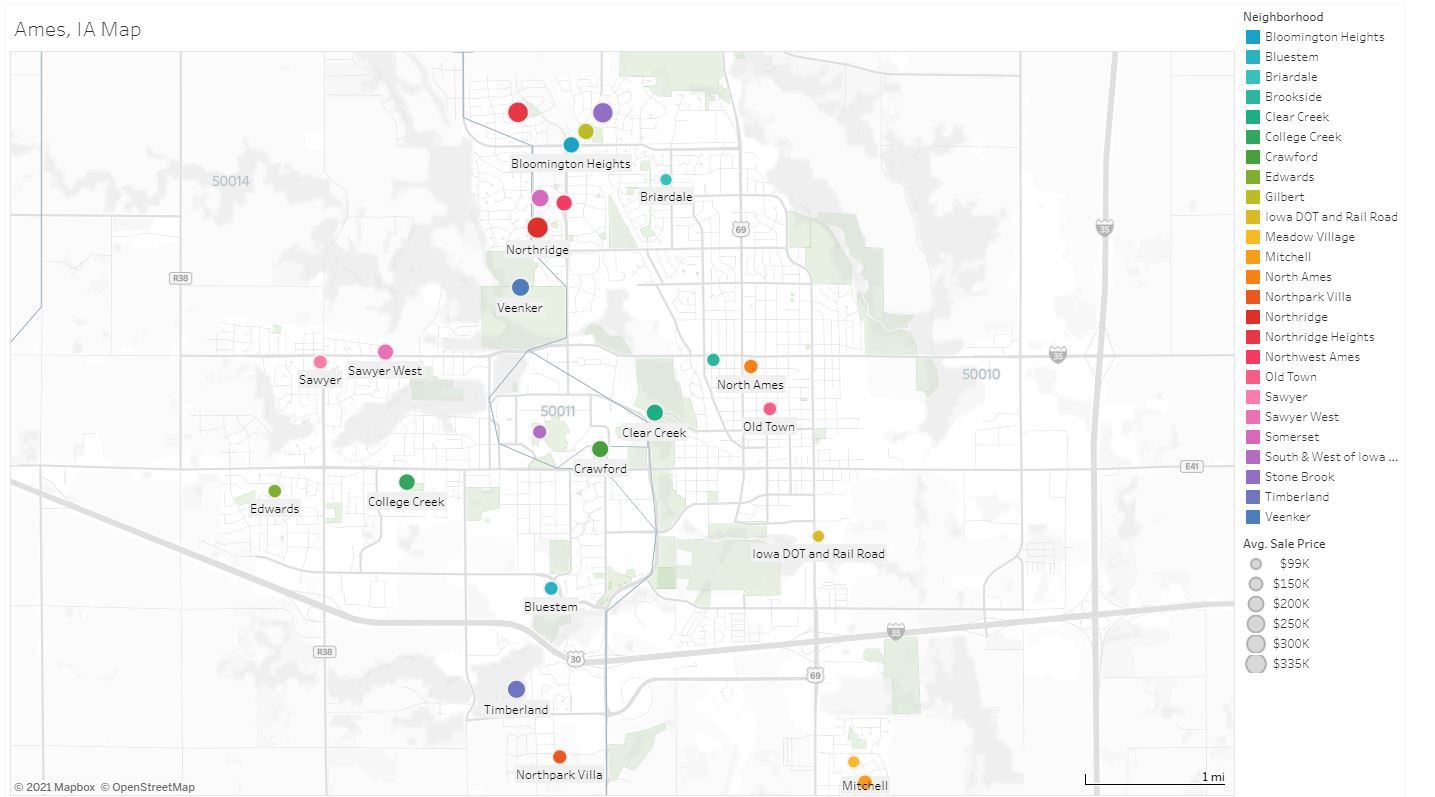 Ames, IA Map
Bloomington Heights
50014
Briardale
69
35
Northridge
R38
Veenker
35
Sawyer West
50010
Sawyer
North Ames
50011
Old Town
Clear Creek
Crawford
E41
College Creek
Edwards
Iowa DOT and Rail Road
Bluestem
35
R38
30
69
Timberland
Northpark Villa
Mitchell
1 mi
© 2021 Mapbox © OpenStreetMap
Neighborhood
Bloomington Heights
Bluestem
Briardale
Brookside
Clear Creek
College Creek
Crawford
Edwards
Gilbert
Iowa DOT and Rail Road
Meadow Village
Mitchell
North Ames
Northpark Villa
Northridge
Northridge Heights
Northwest Ames
Old Town
Sawyer
Sawyer West
Somerset
South & West of Iowa ...
Stone Brook
Timberland
Veenker
Avg. Sale Price
$99K
$150K
$200K
$250K
$300K
$335K